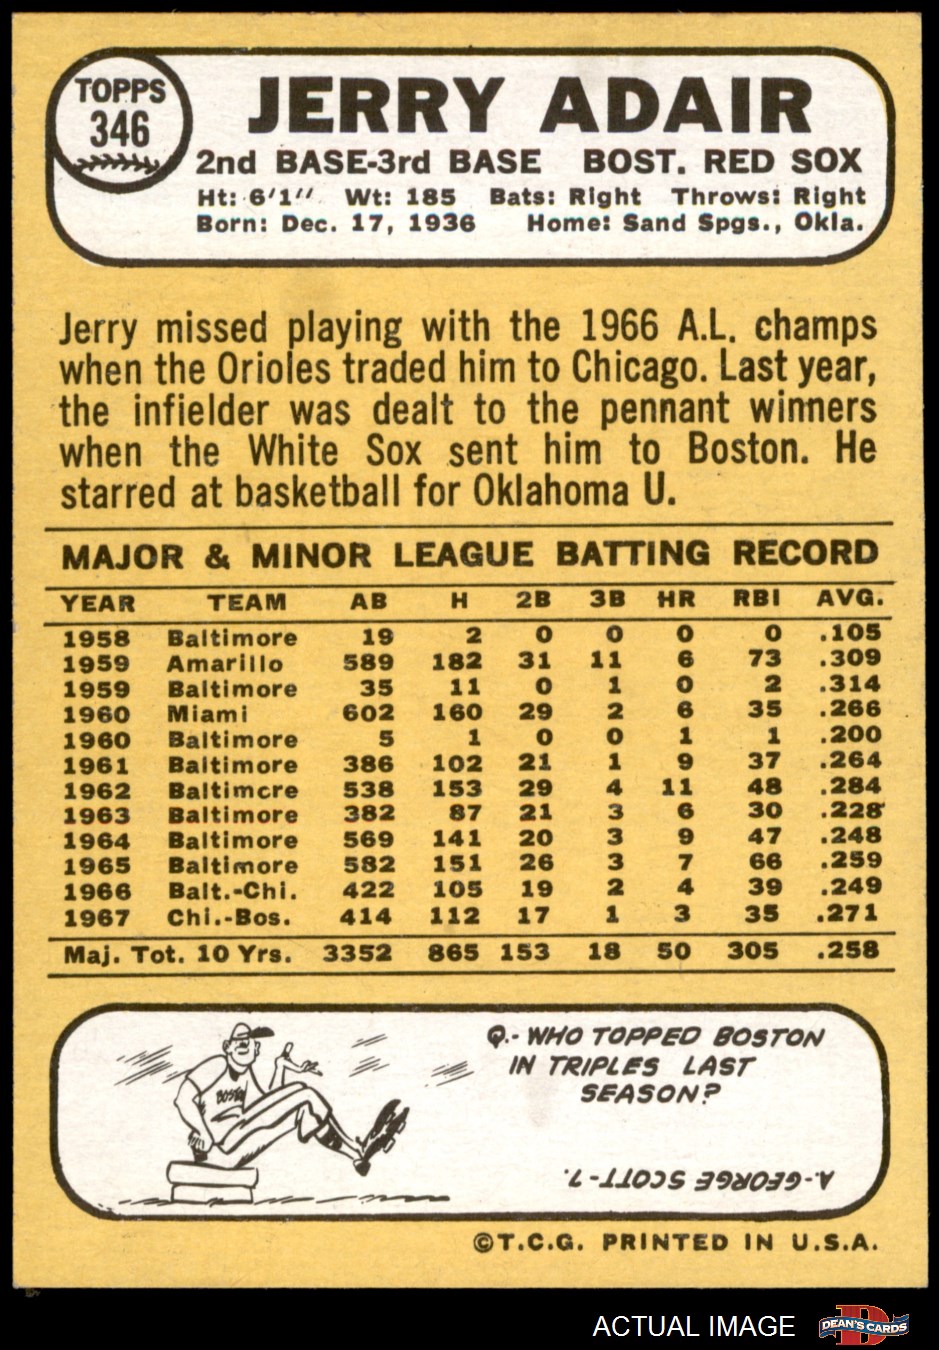 TOPPS
346
JERRY ADAIR
2nd BASE-3rd BASE BOST. RED SOX
Ht: 6'1" Wt: 185 Bats: Right Throws: Right
Born: Dec. 17, 1936 Home: Sand Spgs., Okla.
Jerry missed playing with the 1966 A.L. champs
when the Orioles traded him to Chicago. Last year,
the infielder was dealt to the pennant winners
when the White Sox sent him to Boston. He
starred at basketball for Oklahoma U.
MAJOR & MINOR LEAGUE BATTING RECORD
YEAR TEAM AB H 2B 3B HR RBI AVG.
1958 Baltimore 19 2 0 0 0 0 .105
1959 Amarillo 589 182 31 11 6 73 .309
1959 Baltimore 35 11 0 1 0 2 .314
1960 Miami 602 160 29 2 6 35 .266
1960 Baltimore 5 1 0 0 1 1 .200
1961 Baltimore 386 102 21 1 9 37 .264
1962 Baltimore 538 153 29 4 11 48 .284
1963 Baltimore 382 87 21 3 6 30 .228
1964 Baltimore 569 141 20 3 9 47 .248
1965 Baltimore 582 151 26 3 7 66 .259
1966 Balt.-Chi. 422 105 19 2 4 39 .249
1967 Chi.-Bos. 414 112 17 1 3 35 .271
Maj. Tot. 10 Yrs. 3352 865 153 18 50 305 .258
BOSTON
Q.- WHO TOPPED BOSTON
IN TRIPLES LAST
SEASON?
A-GEORGE SCOTT-7.
©T.C.G. PRINTED IN U.S.A.
ACTUAL IMAGE
D
DEAN'S CARDS